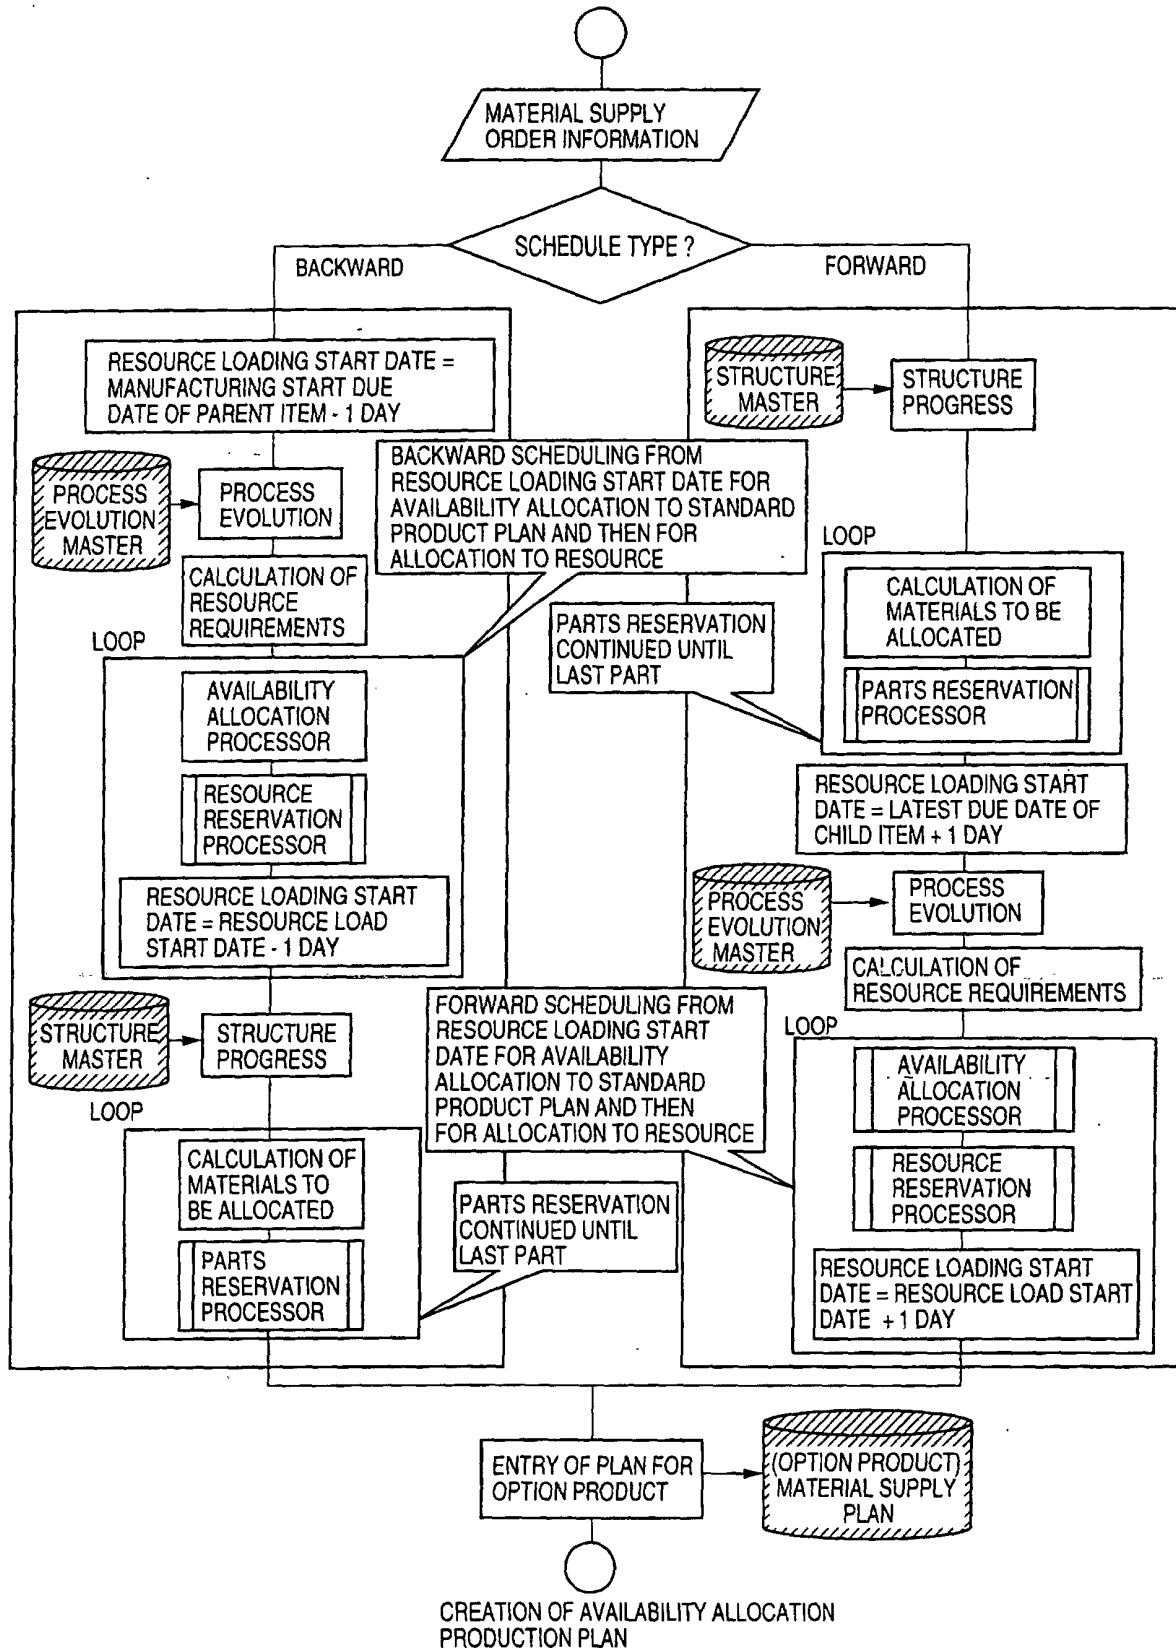 MATERIAL SUPPLY
ORDER INFORMATION
SCHEDULE TYPE ?
BACKWARD
FORWARD
RESOURCE LOADING START DATE =
MANUFACTURING START DUE
DATE OF PARENT ITEM - 1 DAY
PROCESS
EVOLUTION
MASTER
PROCESS
EVOLUTION
CALCULATION OF
RESOURCE
REQUIREMENTS
BACKWARD SCHEDULING FROM
RESOURCE LOADING START DATE FOR
AVAILABILITY ALLOCATION TO STANDARD
PRODUCT PLAN AND THEN FOR
ALLOCATION TO RESOURCE
LOOP
AVAILABILITY
ALLOCATION
PROCESSOR
RESOURCE
RESERVATION
PROCESSOR
RESOURCE LOADING START
DATE = RESOURCE LOAD
START DATE - 1 DAY
STRUCTURE
MASTER
STRUCTURE
PROGRESS
LOOP
CALCULATION OF
MATERIALS TO
BE ALLOCATED
PARTS
RESERVATION
PROCESSOR
PARTS RESERVATION
CONTINUED UNTIL
LAST PART
STRUCTURE
MASTER
STRUCTURE
PROGRESS
LOOP
CALCULATION OF
MATERIALS TO BE
ALLOCATED
PARTS RESERVATION
PROCESSOR
PARTS RESERVATION
CONTINUED UNTIL
LAST PART
RESOURCE LOADING START
DATE = LATEST DUE DATE OF
CHILD ITEM + 1 DAY
PROCESS
EVOLUTION
MASTER
PROCESS
EVOLUTION
CALCULATION OF
RESOURCE REQUIREMENTS
FORWARD SCHEDULING FROM
RESOURCE LOADING START
DATE FOR AVAILABILITY
ALLOCATION TO STANDARD
PRODUCT PLAN AND THEN
FOR ALLOCATION TO RESOURCE
LOOP
AVAILABILITY
ALLOCATION
PROCESSOR
RESOURCE
RESERVATION
PROCESSOR
RESOURCE LOADING START
DATE = RESOURCE LOAD START
DATE + 1 DAY
ENTRY OF PLAN FOR
OPTION PRODUCT
(OPTION PRODUCT)
MATERIAL SUPPLY
PLAN
CREATION OF AVAILABILITY ALLOCATION
PRODUCTION PLAN